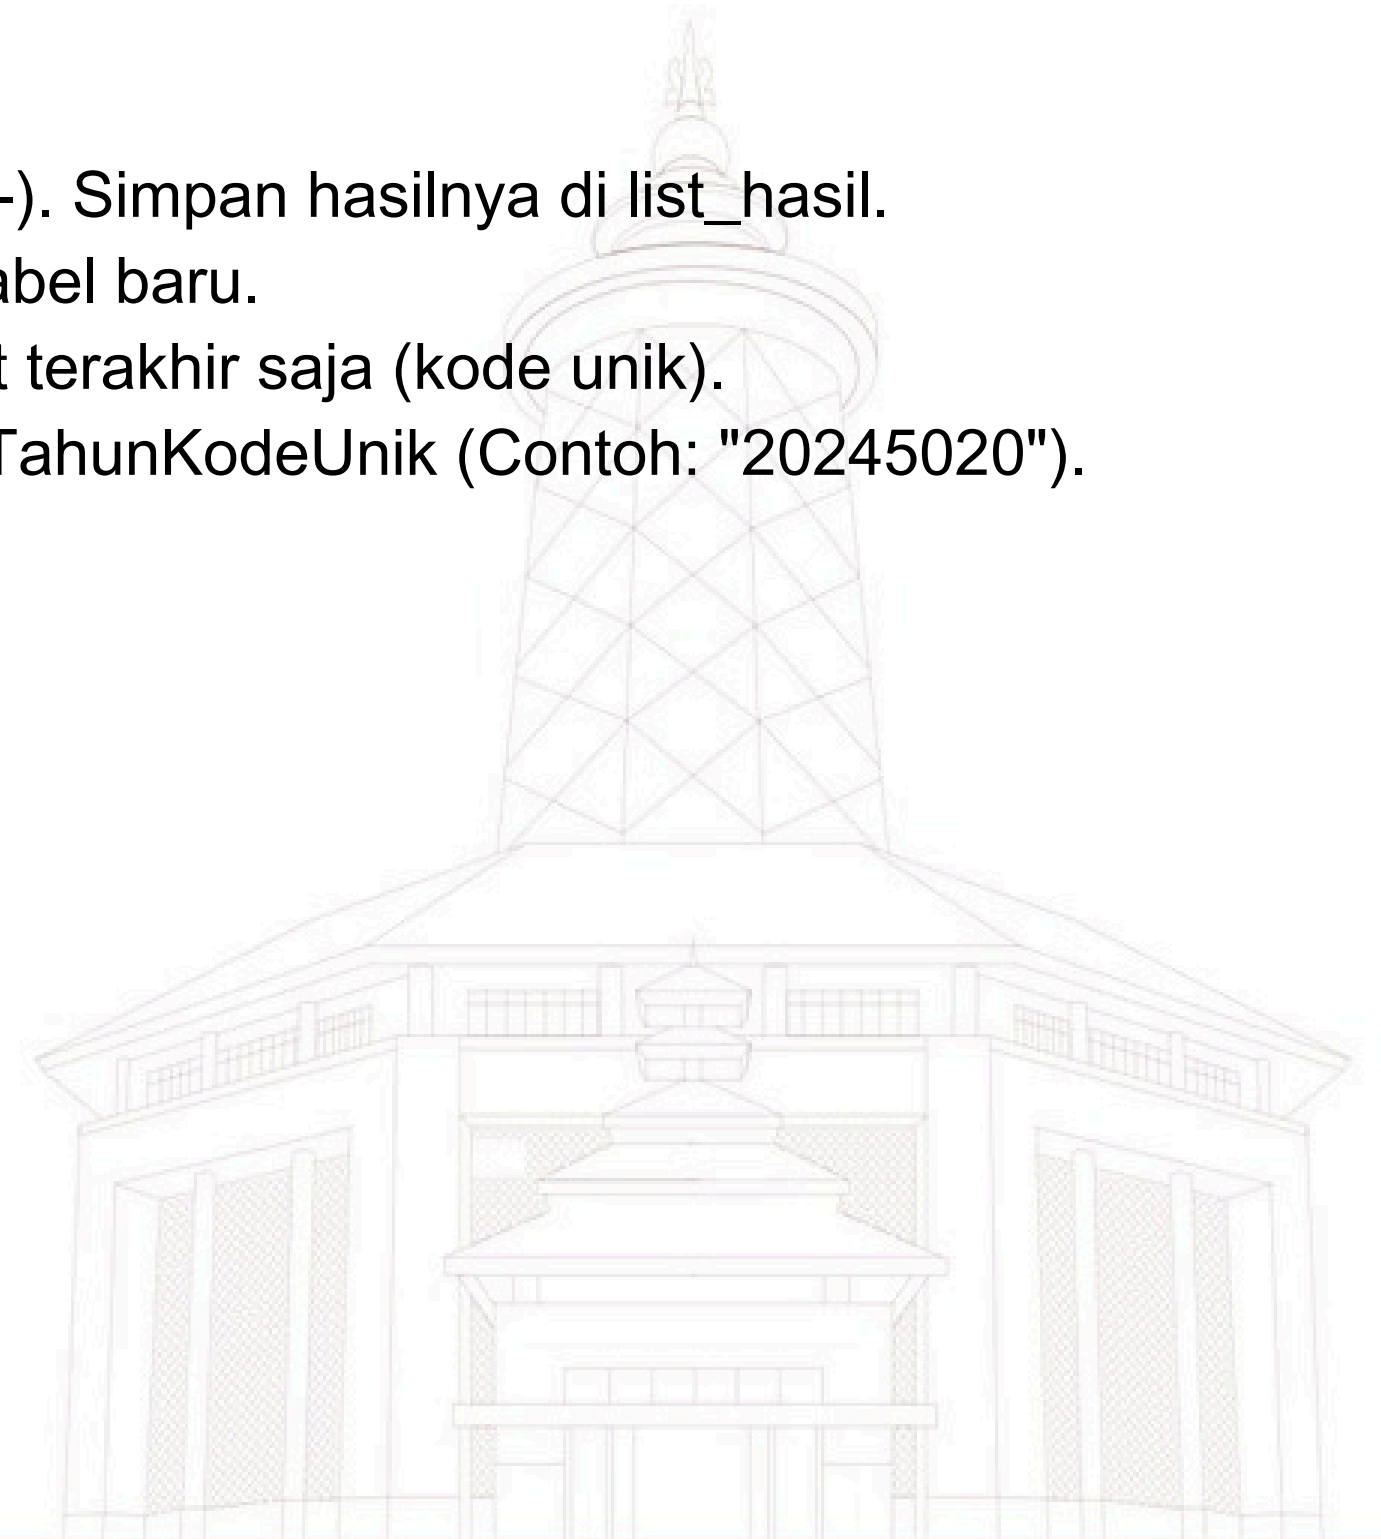 -). Simpan hasilnya di list_hasil.
abel baru.
t terakhir saja (kode unik).
TahunKodeUnik (Contoh: "20245020").